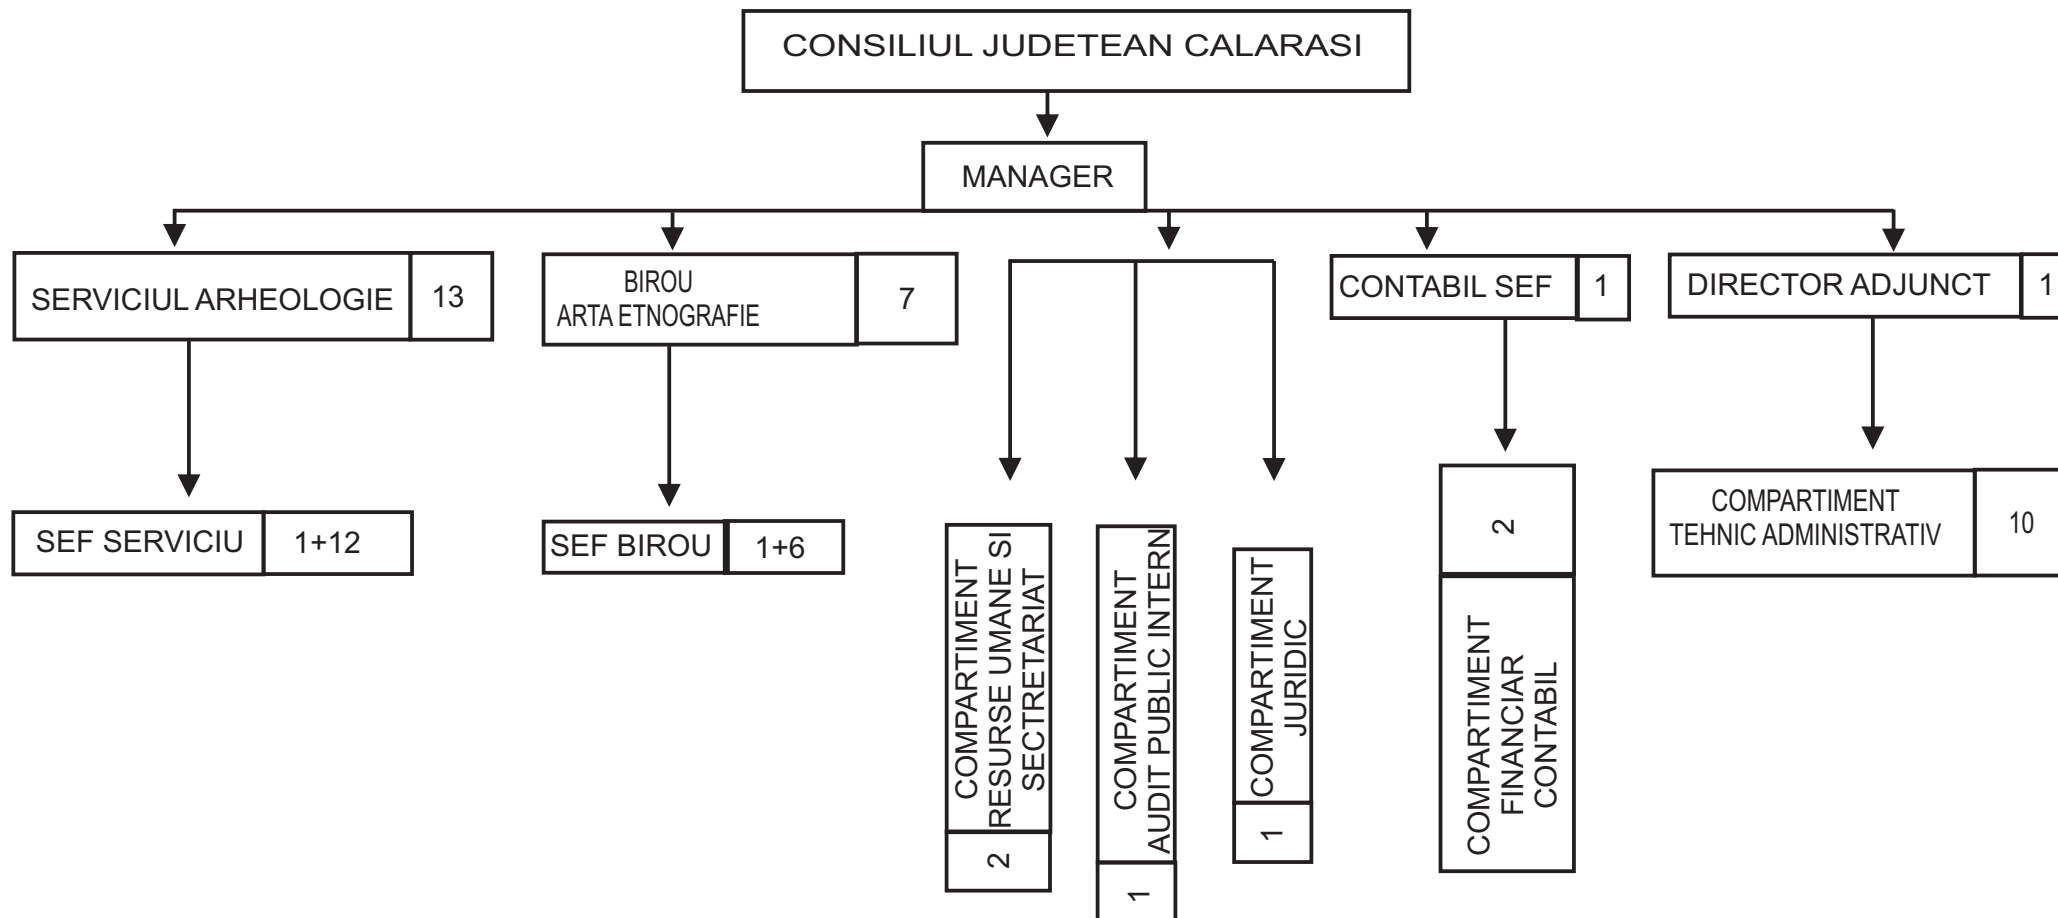 CONSILIUL JUDETEAN CALARASI
MANAGER
SERVICIUL ARHEOLOGIE
13
BIROU
ARTA ETNOGRAFIE
7
CONTABIL SEF
1
DIRECTOR ADJUNCT
1
SEF SERVICIU
1+12
SEF BIROU
1+6
COMPARTIMENT
RESURSE UMANE SI
SECTRETARIAT
2
COMPARTIMENT
AUDIT PUBLIC INTERN
1
COMPARTIMENT
JURIDIC
1
2
COMPARTIMENT
FINANCIAR
CONTABIL
COMPARTIMENT
TEHNIC ADMINISTRATIV
10